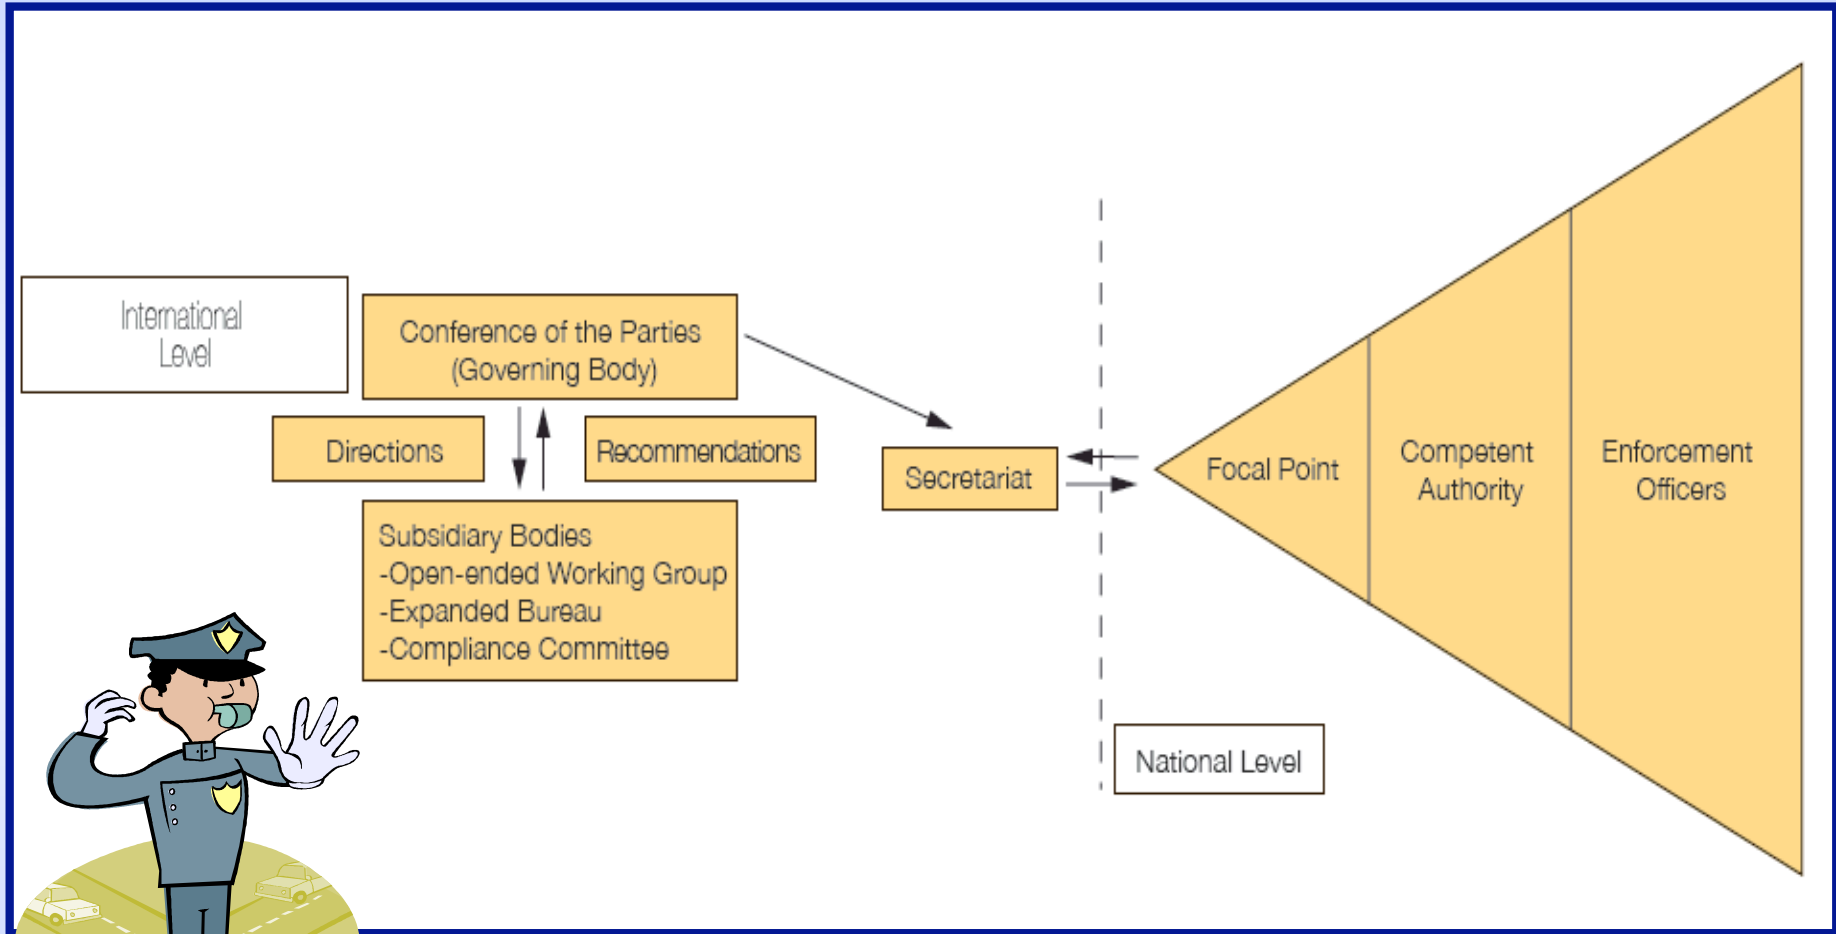 International
Level
Conference of the Parties
(Governing Body)
Directions
Recommendations
Subsidiary Bodies
-Open-ended Working Group
-Expanded Bureau
-Compliance Committee
Secretariat
Focal Point
Competent
Authority
Enforcement
Officers
National Level